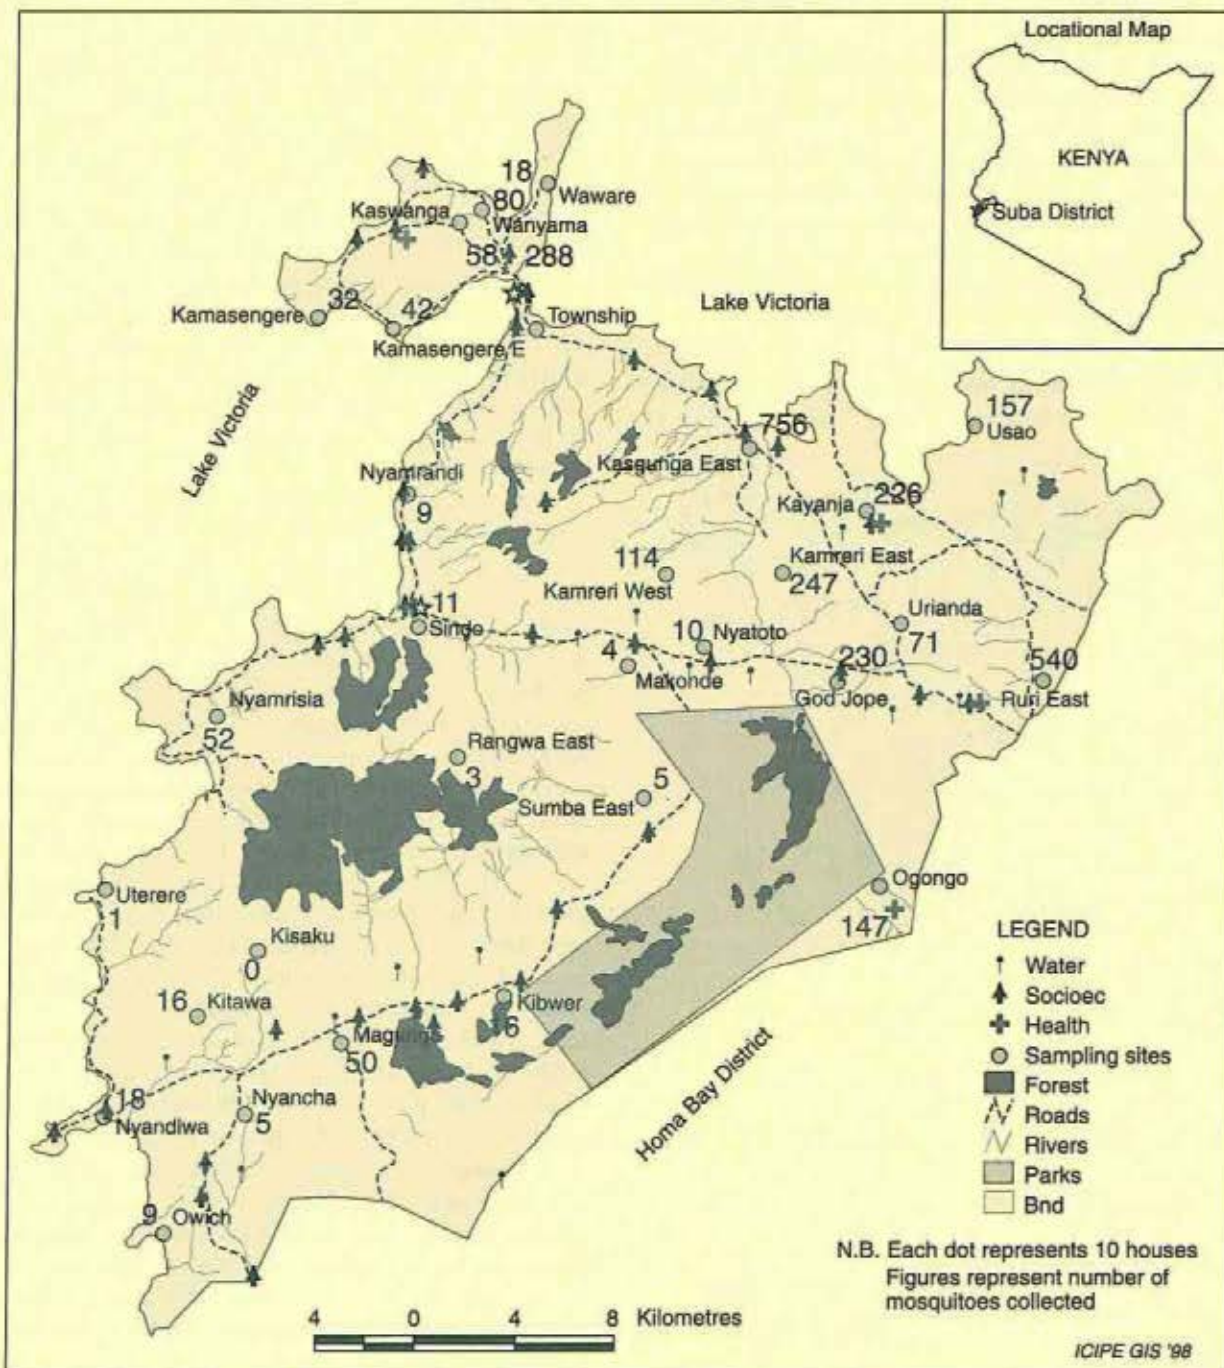 Locational Map
KENYA
Suba District
18
Waware
80
Kaswanga
Wanyama
58
288
Lake Victoria
32
42
Kamasengere
Township
Kamasengere E
Lake Victoria
157
Usao
756
Kasgunga East
Nyamrandi
9
226
Kayanja
114
Kamreri East
247
Kamreri West
11
Sindo
Urianda
71
10
Nyatoto
4
Makonde
230
God Jope
540
Ruri East
Nyamrisia
52
Rangwa East
3
5
Sumba East
Uterere
1
Ogongo
147
Kisaku
0
16
Kitawa
Kibwer
16
Magunga
50
18
Nyandiwa
Nyancha
5
Homa Bay District
9
Owich
LEGEND
Water
Socioec
Health
Sampling sites
Forest
Roads
Rivers
Parks
Bnd
N.B. Each dot represents 10 houses
Figures represent number of
mosquitoes collected
4 0 4 8 Kilometres
ICIPE GIS '98